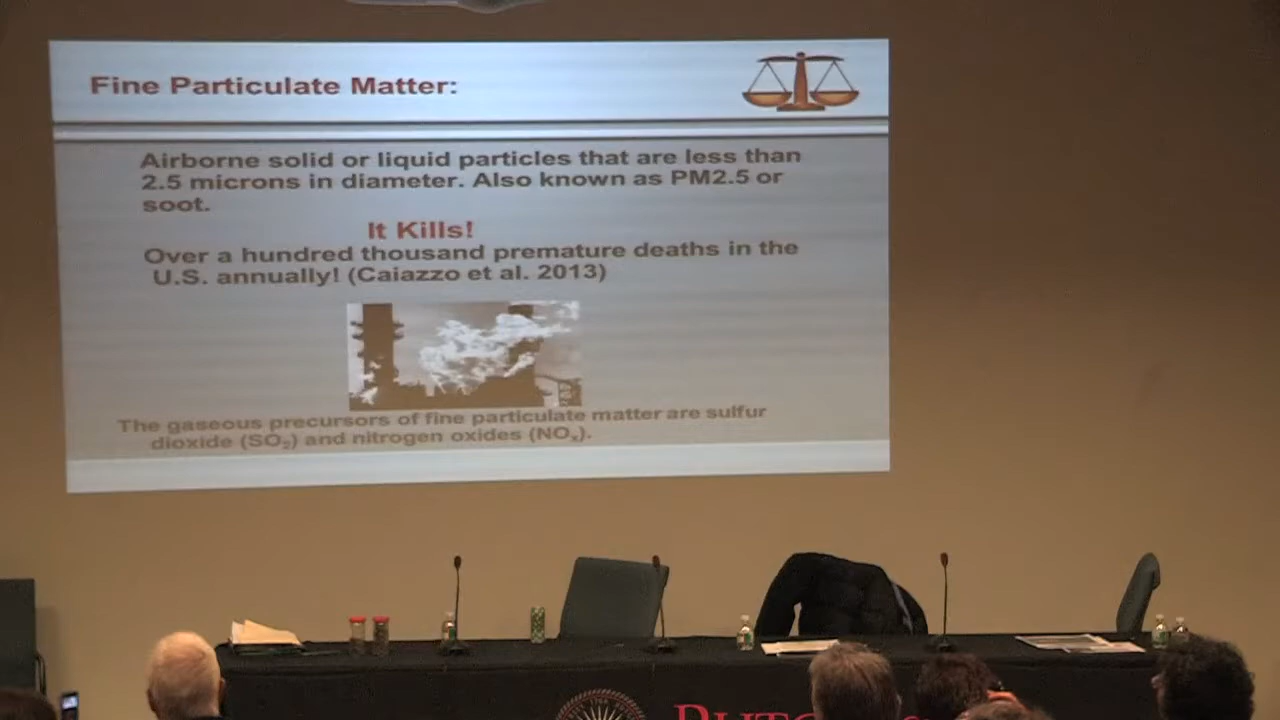 Fine Particulate Matter:
Airborne solid or liquid particles that are less than
2.5 microns in diameter. Also known as PM2.5 or
soot.
It Kills!
Over a hundred thousand premature deaths in the
U.S. annually! (Caiazzo et al. 2013)
The gaseous precursors of fine particulate matter are sulfur
dioxide (SO₂) and nitrogen oxides (NOₓ).